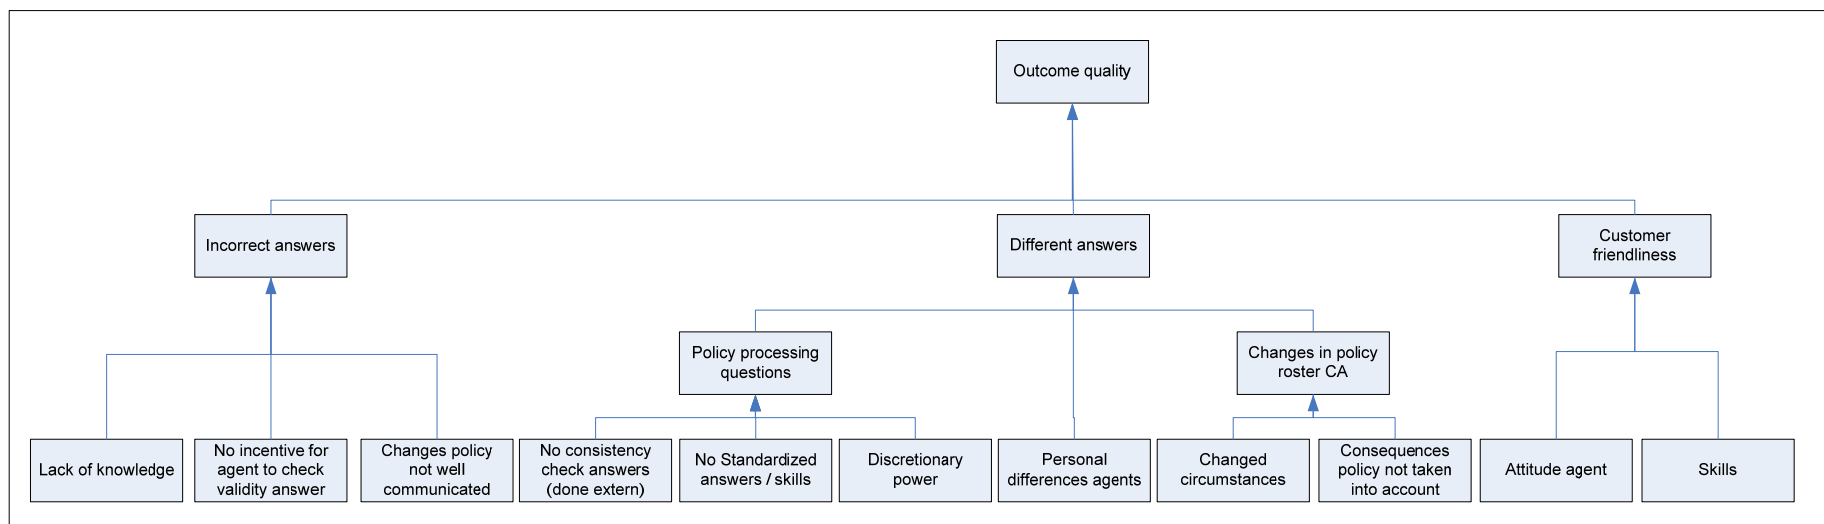 Outcome quality
Incorrect answers
Different answers
Customer
friendliness
Policy processing
questions
Changes in policy
roster CA
Lack of knowledge
No incentive for
agent to check
validity answer
Changes policy
not well
communicated
No consistency
check answers
(done extern)
No Standardized
answers / skills
Discretionary
power
Personal
differences agents
Changed
circumstances
Consequences
policy not taken
into account
Attitude agent
Skills